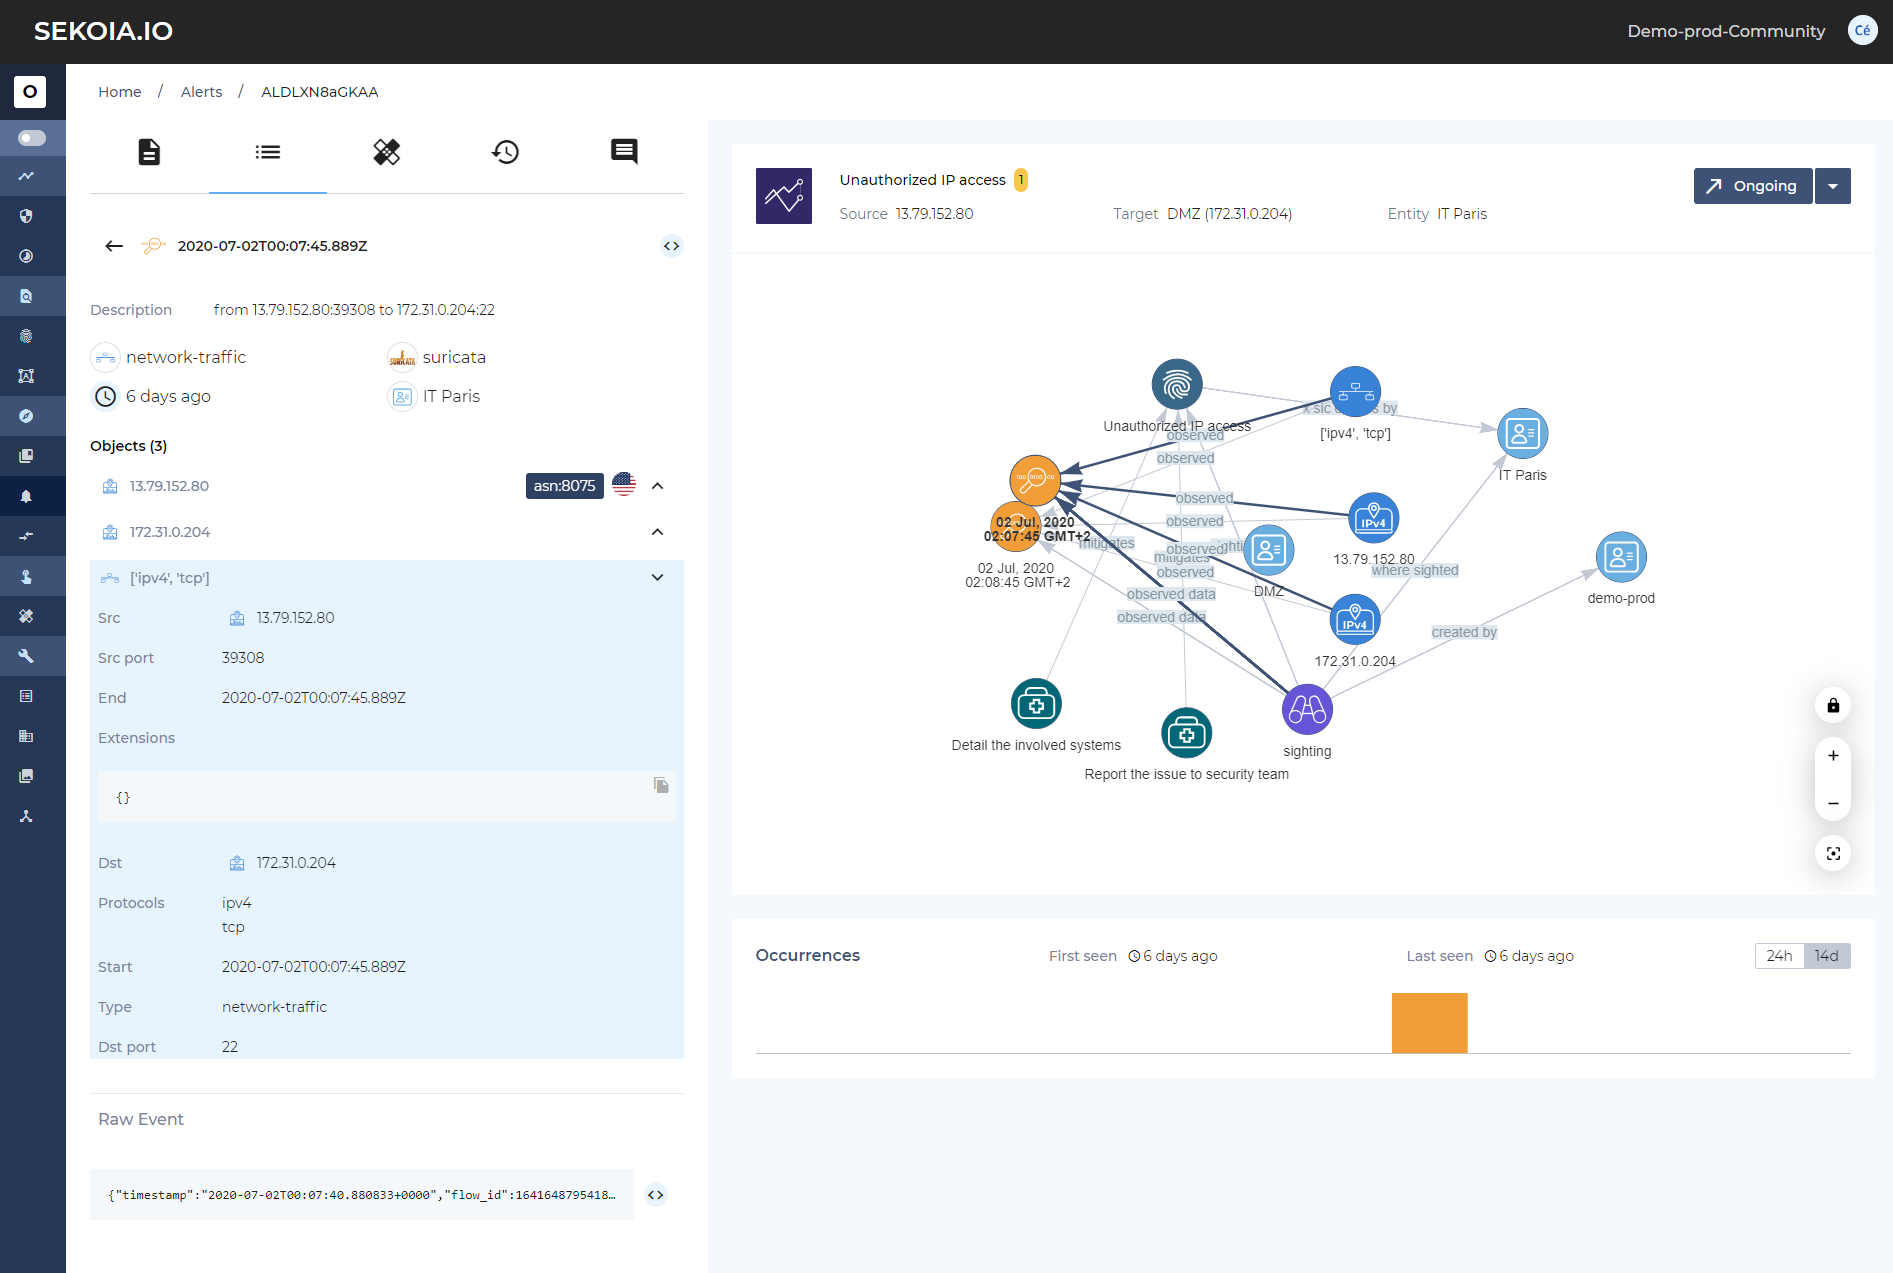 SEKOIA.IO
Demo-prod-Community
Cé
O
Home / Alerts / ALDLXN8aGKAA
2020-07-02T00:07:45.889Z
Description from 13.79.152.80:39308 to 172.31.0.204:22
network-traffic
SURICATA suricata
6 days ago
IT Paris
Objects (3)
13.79.152.80 asn:8075
172.31.0.204
['ipv4', 'tcp']
Src 13.79.152.80
Src port 39308
End 2020-07-02T00:07:45.889Z
Extensions
{}
Dst 172.31.0.204
Protocols ipv4
tcp
Start 2020-07-02T00:07:45.889Z
Type network-traffic
Dst port 22
Raw Event
{"timestamp":"2020-07-02T00:07:40.880833+0000","flow_id":1641648795418...
Unauthorized IP access 1
Source 13.79.152.80
Target DMZ (172.31.0.204)
Entity IT Paris
Ongoing
Unauthorized IP access
['ipv4', 'tcp']
IT Paris
observed
observed
observed
observed
observed
observed
mitigates
mitigates
02 Jul, 2020
02:07:45 GMT+2
02 Jul, 2020
02:08:45 GMT+2
IPv4
13.79.152.80
DMZ
where sighted
demo-prod
observed data
observed data
IPv4
172.31.0.204
created by
Detail the involved systems
Report the issue to security team
sighting
+
−
Occurrences
First seen 6 days ago
Last seen 6 days ago
24h 14d